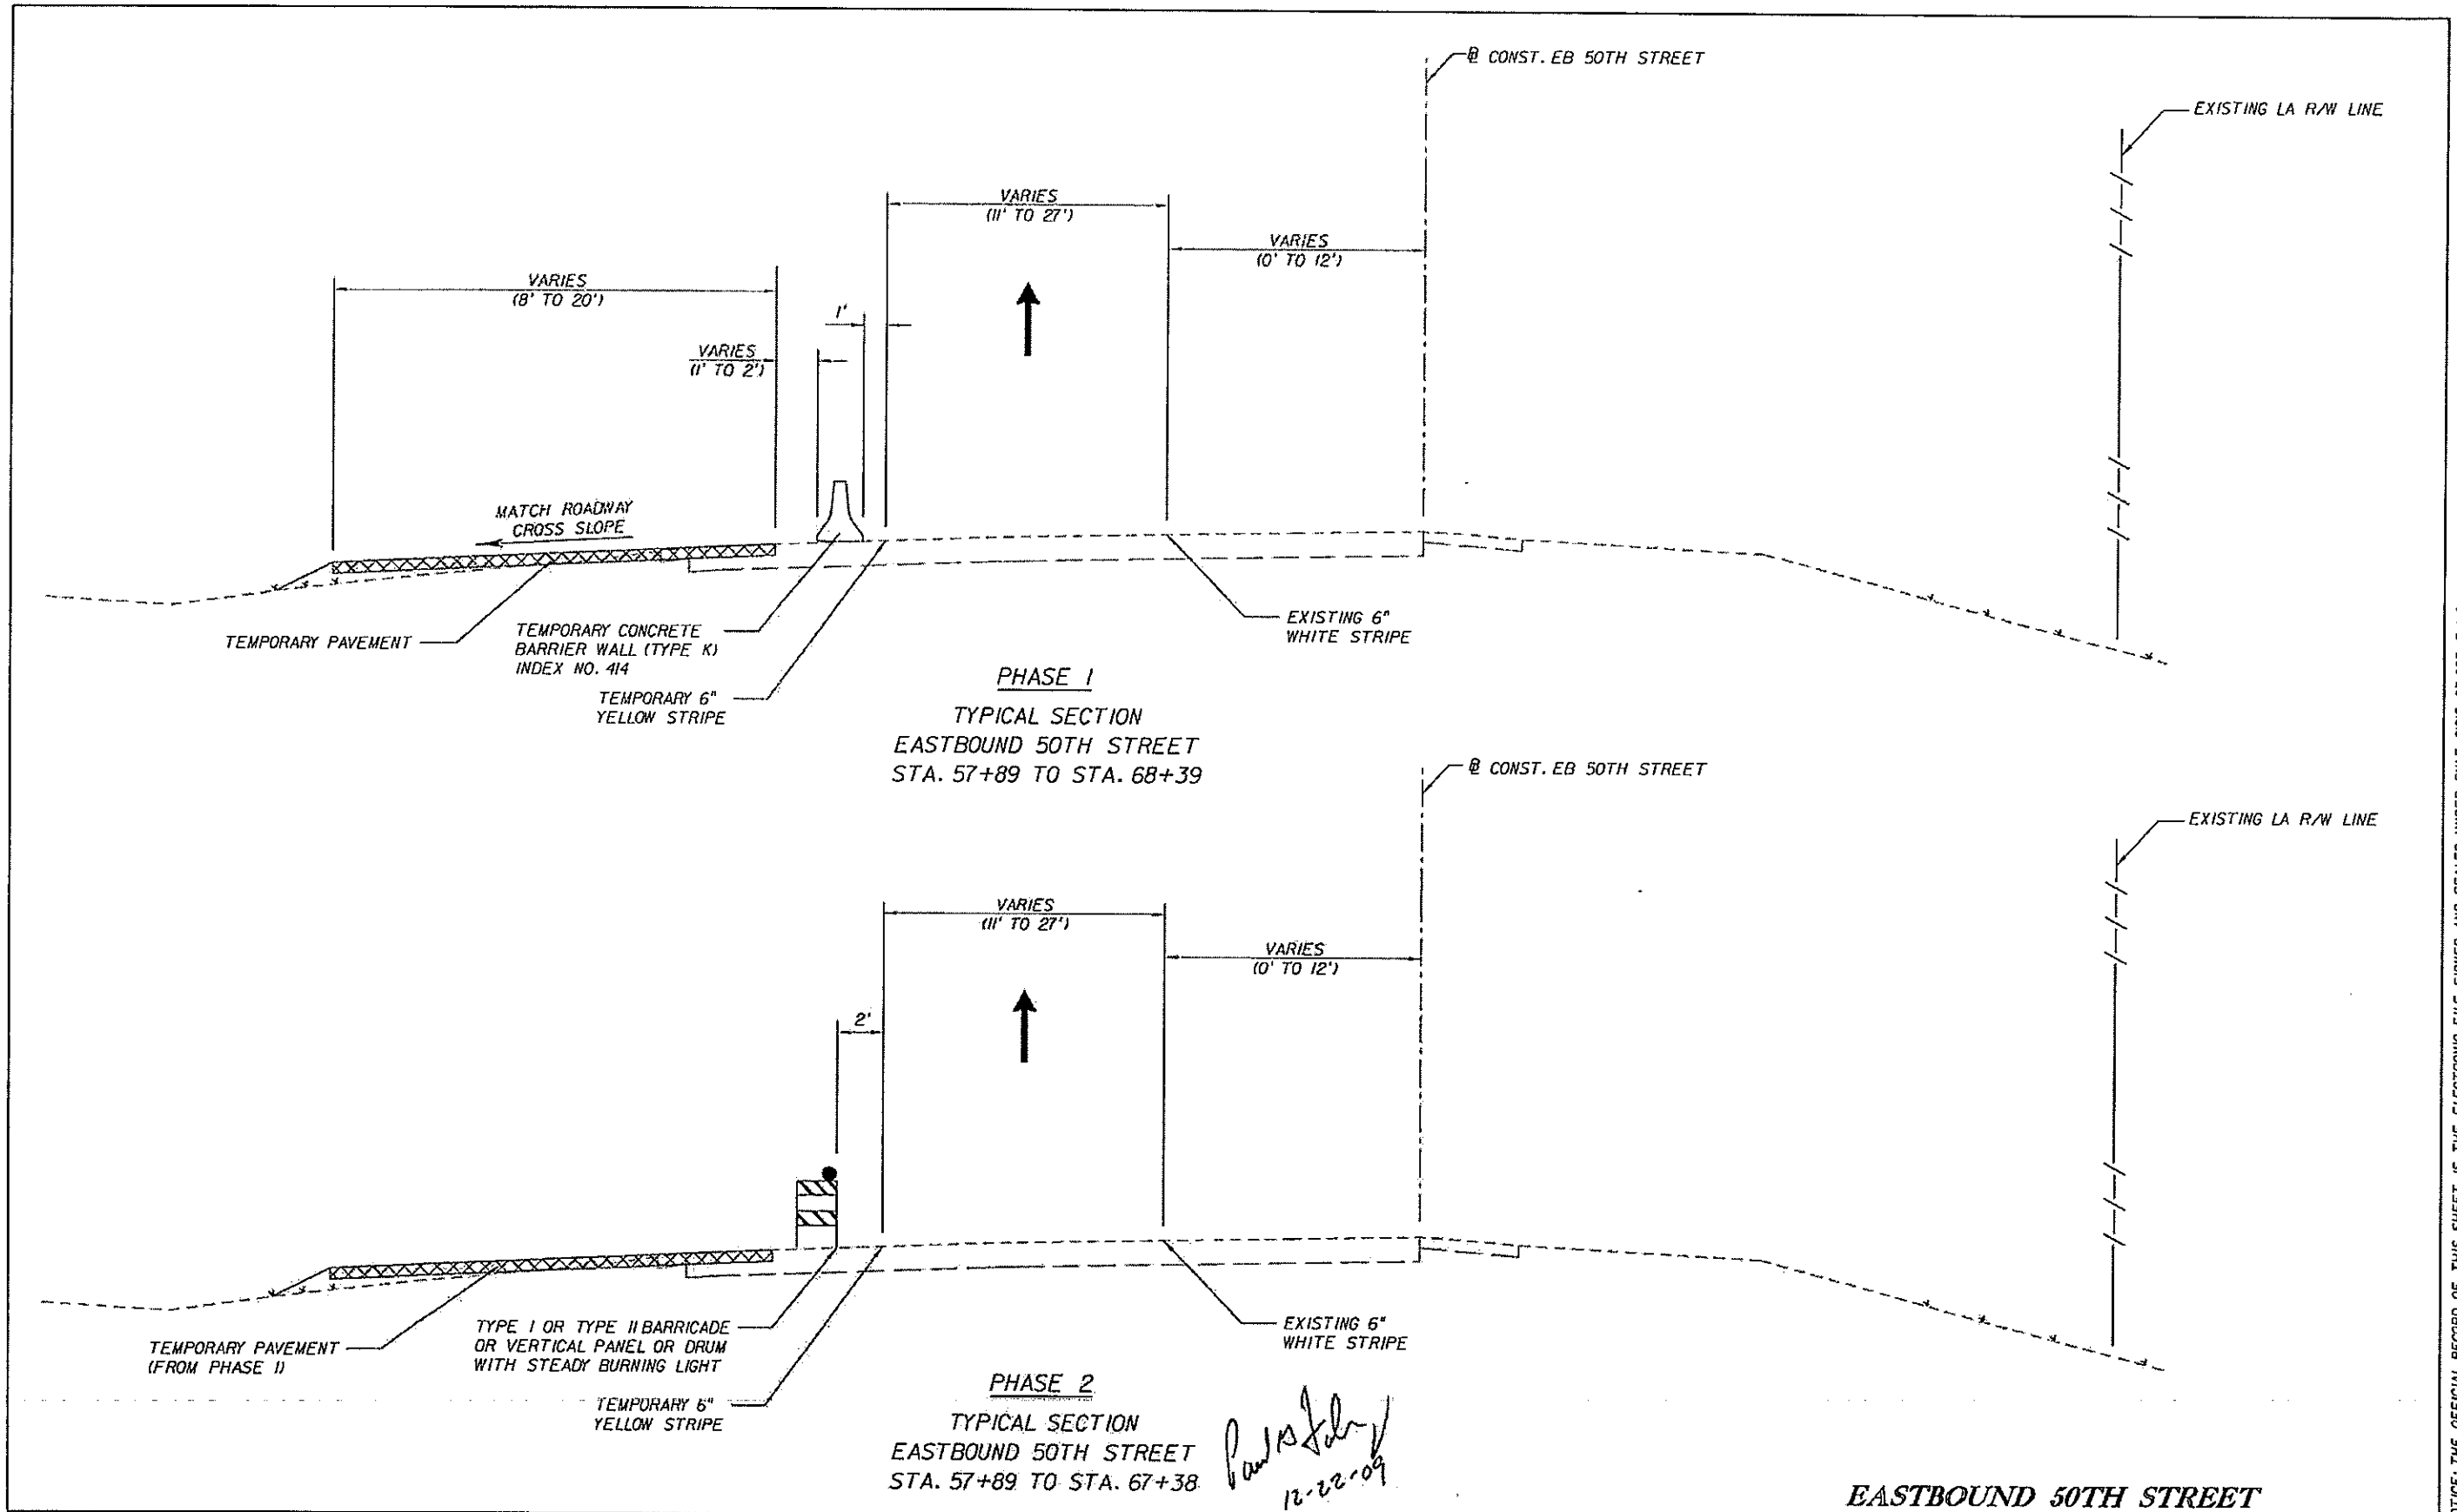 ℄ CONST. EB 50TH STREET
EXISTING LA R/W LINE
VARIES
(11' TO 27')
VARIES
(0' TO 12')
VARIES
(8' TO 20')
1'
VARIES
(1' TO 2')
MATCH ROADWAY
CROSS SLOPE
TEMPORARY PAVEMENT
TEMPORARY CONCRETE
BARRIER WALL (TYPE K)
INDEX NO. 414
TEMPORARY 6"
YELLOW STRIPE
EXISTING 6"
WHITE STRIPE
PHASE 1
TYPICAL SECTION
EASTBOUND 50TH STREET
STA. 57+89 TO STA. 68+39
℄ CONST. EB 50TH STREET
EXISTING LA R/W LINE
VARIES
(11' TO 27')
VARIES
(0' TO 12')
2'
TEMPORARY PAVEMENT
(FROM PHASE 1)
TYPE I OR TYPE II BARRICADE
OR VERTICAL PANEL OR DRUM
WITH STEADY BURNING LIGHT
TEMPORARY 6"
YELLOW STRIPE
EXISTING 6"
WHITE STRIPE
PHASE 2
TYPICAL SECTION
EASTBOUND 50TH STREET
STA. 57+89 TO STA. 67+38
12-22-09
EASTBOUND 50TH STREET